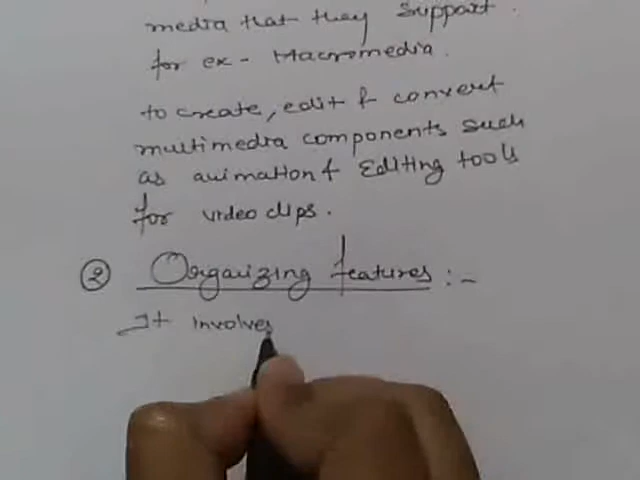 media that they support.
for ex- Macromedia.
to create, edit & convert
multimedia components such
as animation & Editing tools
for video clips.
② Organizing features :-
It involves